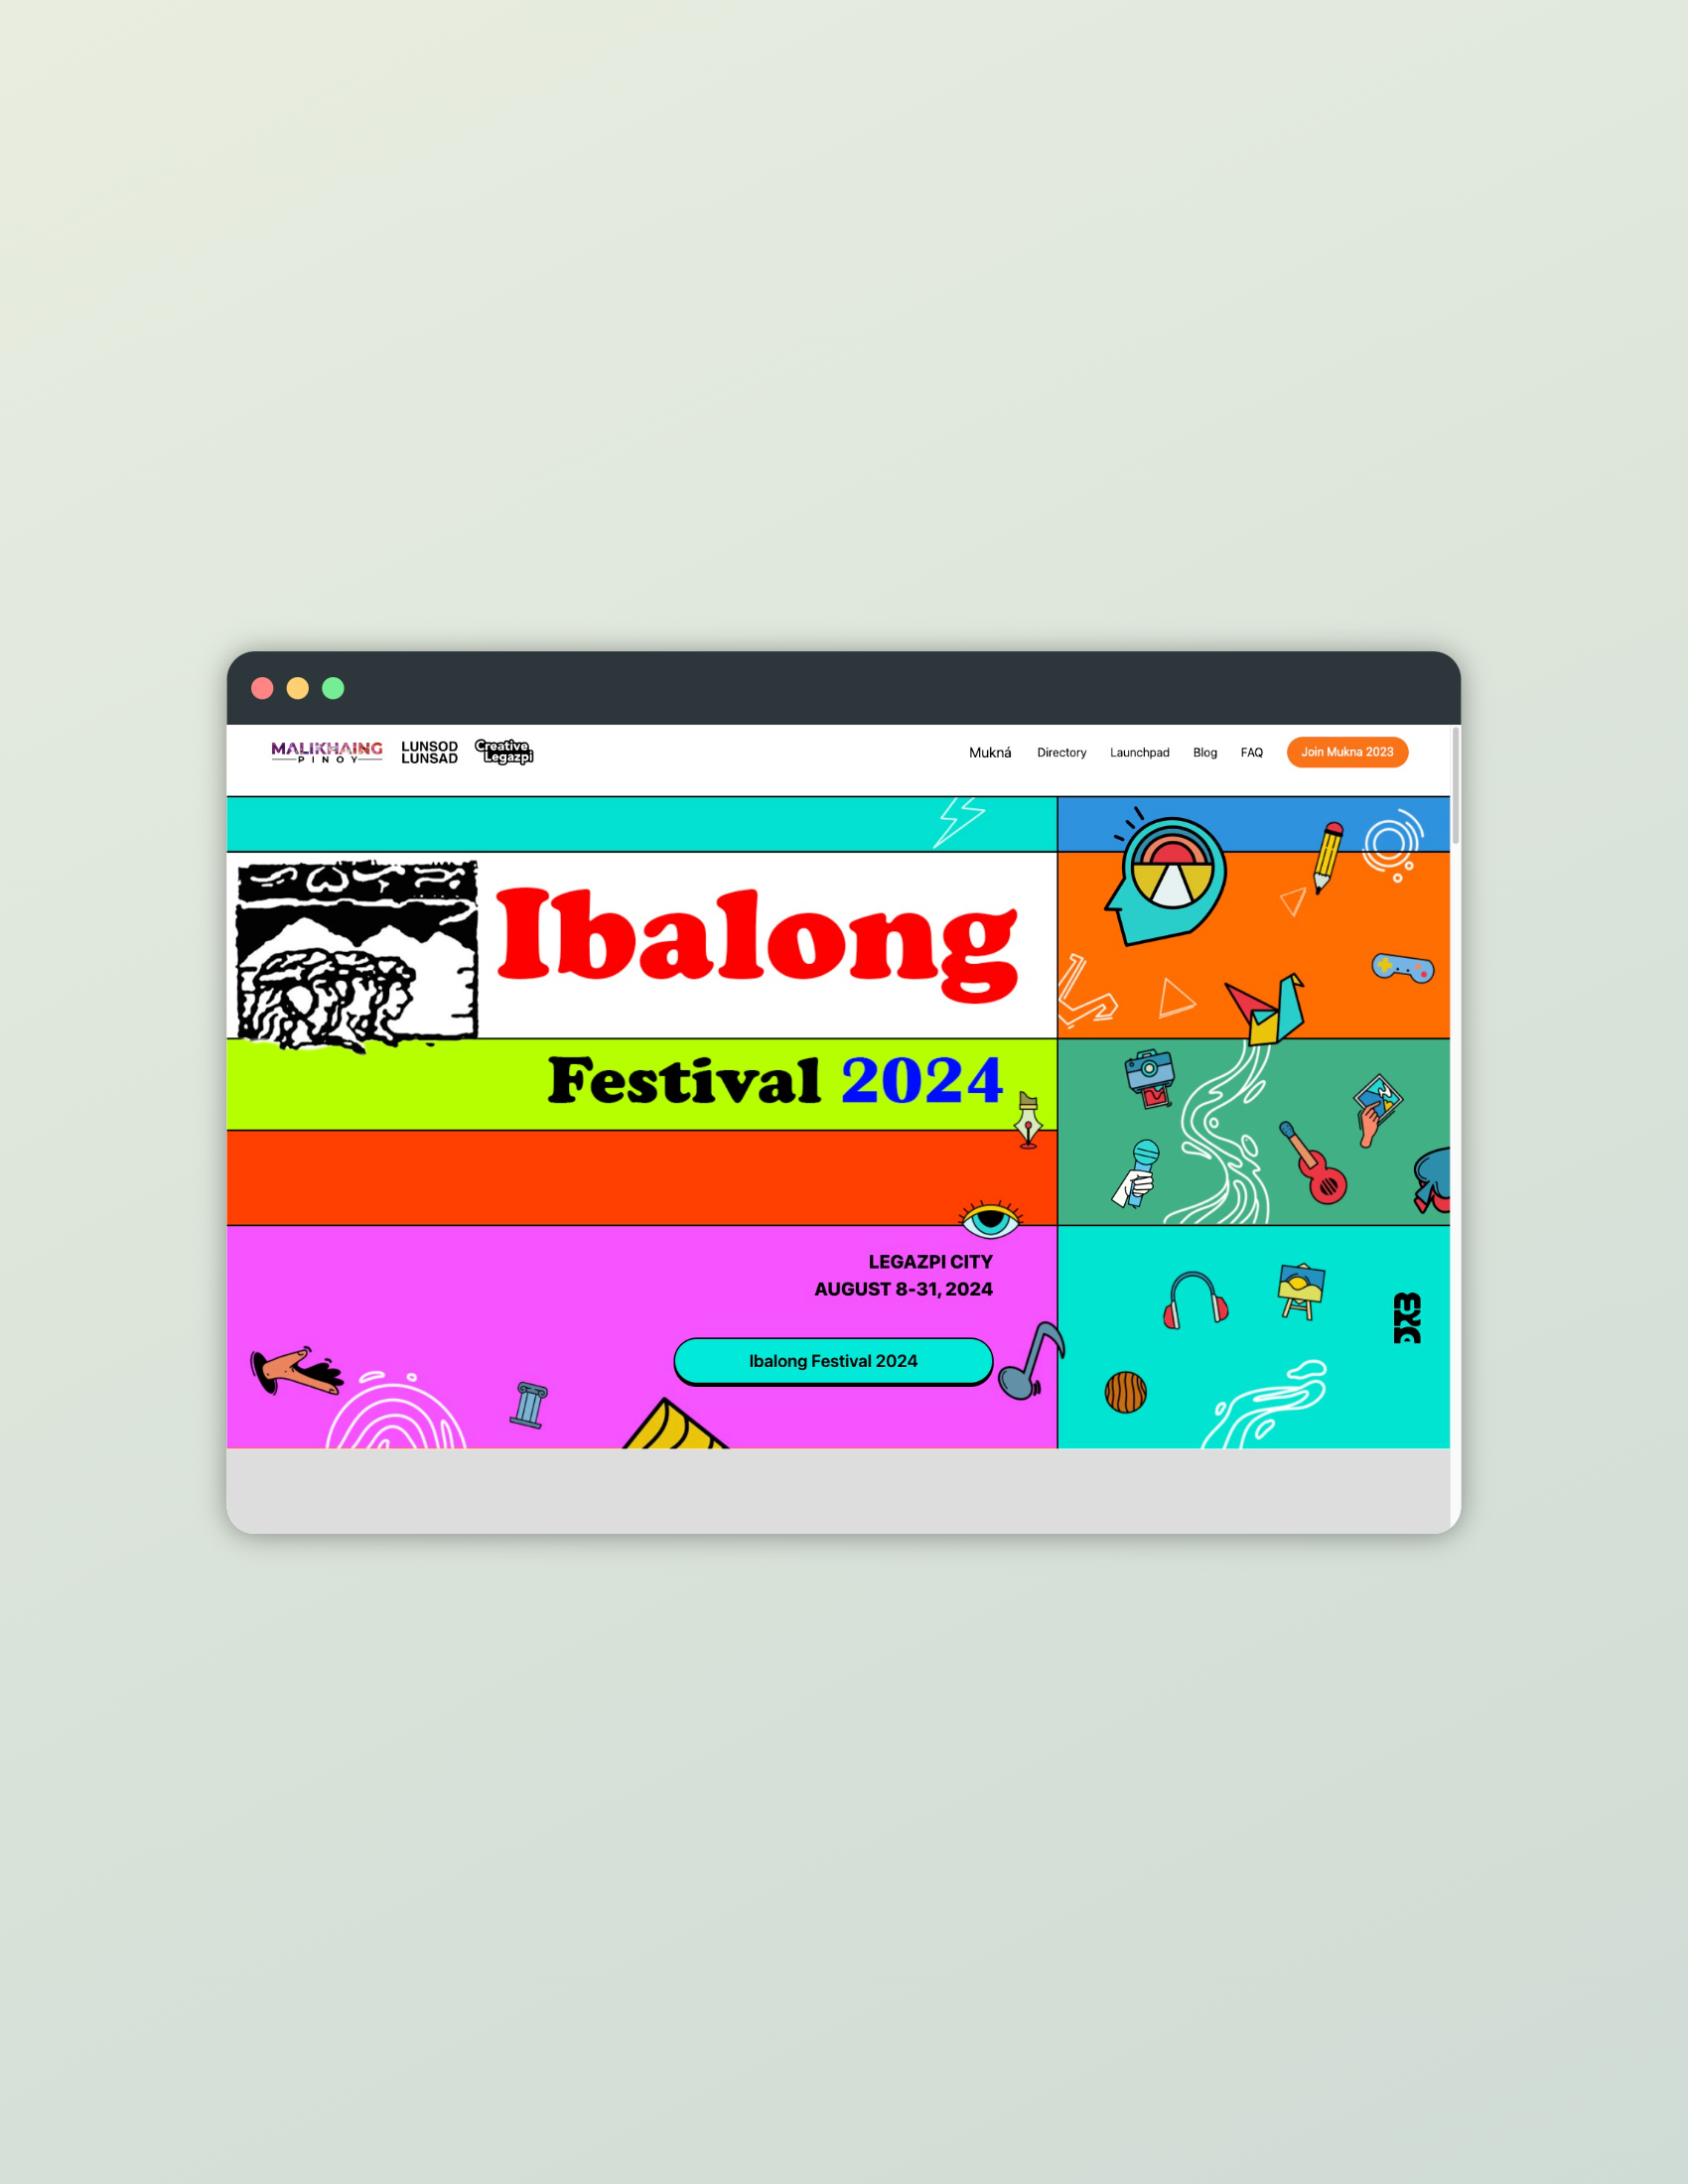 MALIKHAING
PINOY
LUNSOD
LUNSAD
Creative
Legazpi
Mukná
Directory
Launchpad
Blog
FAQ
Join Mukna 2023
Ibalong
Festival 2024
LEGAZPI CITY
AUGUST 8-31, 2024
Ibalong Festival 2024